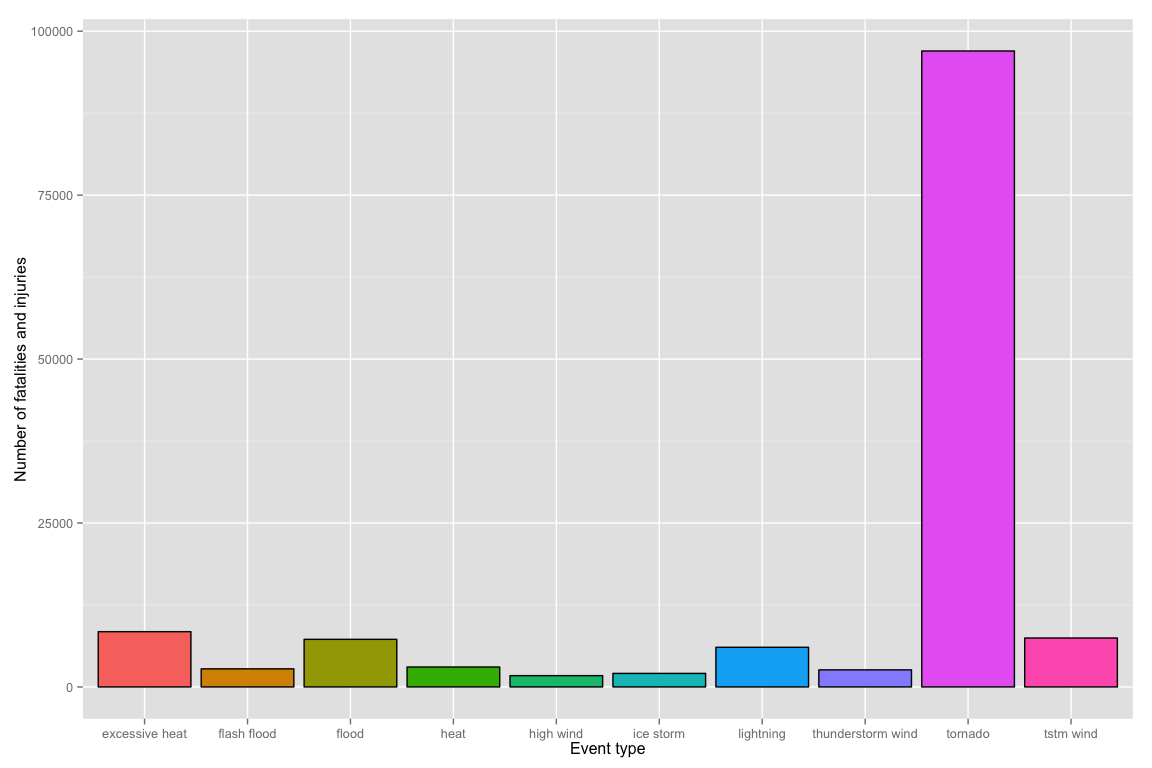 100000
75000
50000
25000
0
Number of fatalities and injuries
excessive heat flash flood flood heat high wind ice storm lightning thunderstorm wind tornado tstm wind
Event type